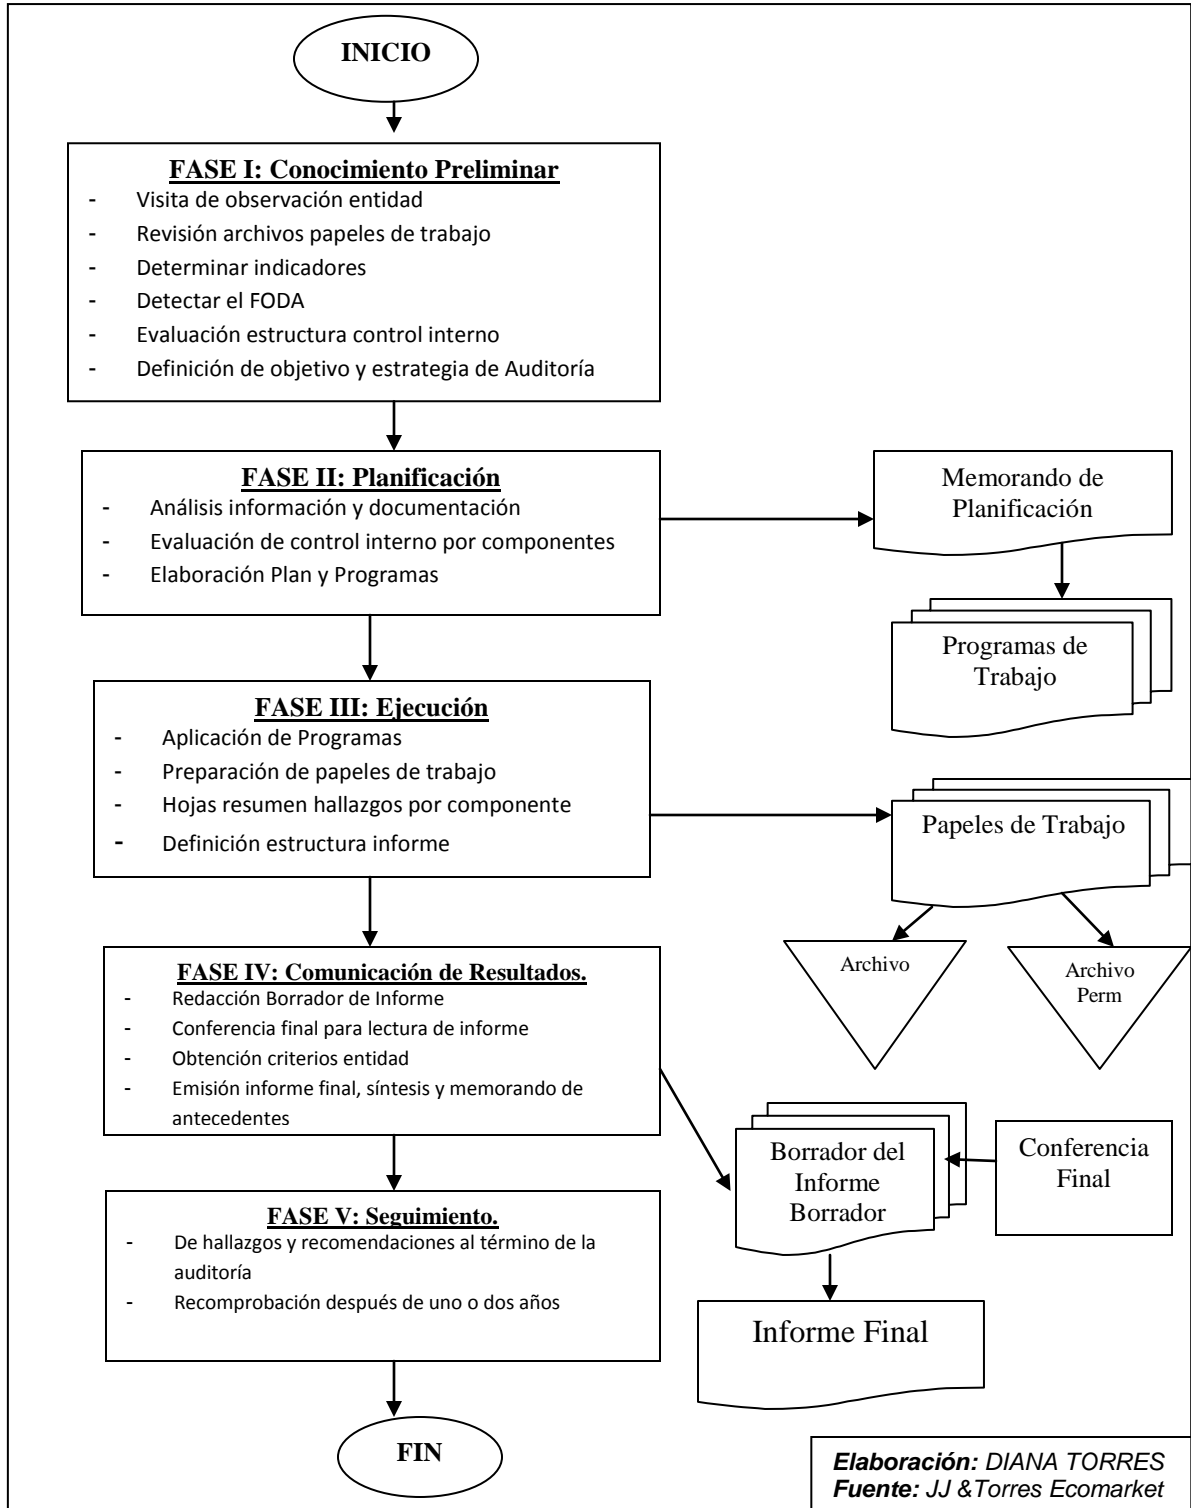 INICIO
FASE I: Conocimiento Preliminar
- Visita de observación entidad
- Revisión archivos papeles de trabajo
- Determinar indicadores
- Detectar el FODA
- Evaluación estructura control interno
- Definición de objetivo y estrategia de Auditoría
FASE II: Planificación
- Análisis información y documentación
- Evaluación de control interno por componentes
- Elaboración Plan y Programas
Memorando de
Planificación
Programas de
Trabajo
FASE III: Ejecución
- Aplicación de Programas
- Preparación de papeles de trabajo
- Hojas resumen hallazgos por componente
- Definición estructura informe
Papeles de Trabajo
Archivo
Archivo
Perm
FASE IV: Comunicación de Resultados.
- Redacción Borrador de Informe
- Conferencia final para lectura de informe
- Obtención criterios entidad
- Emisión informe final, síntesis y memorando de
antecedentes
Borrador del
Informe
Borrador
Conferencia
Final
FASE V: Seguimiento.
- De hallazgos y recomendaciones al término de la
auditoría
- Recomprobación después de uno o dos años
Informe Final
FIN
Elaboración: DIANA TORRES
Fuente: JJ &Torres Ecomarket